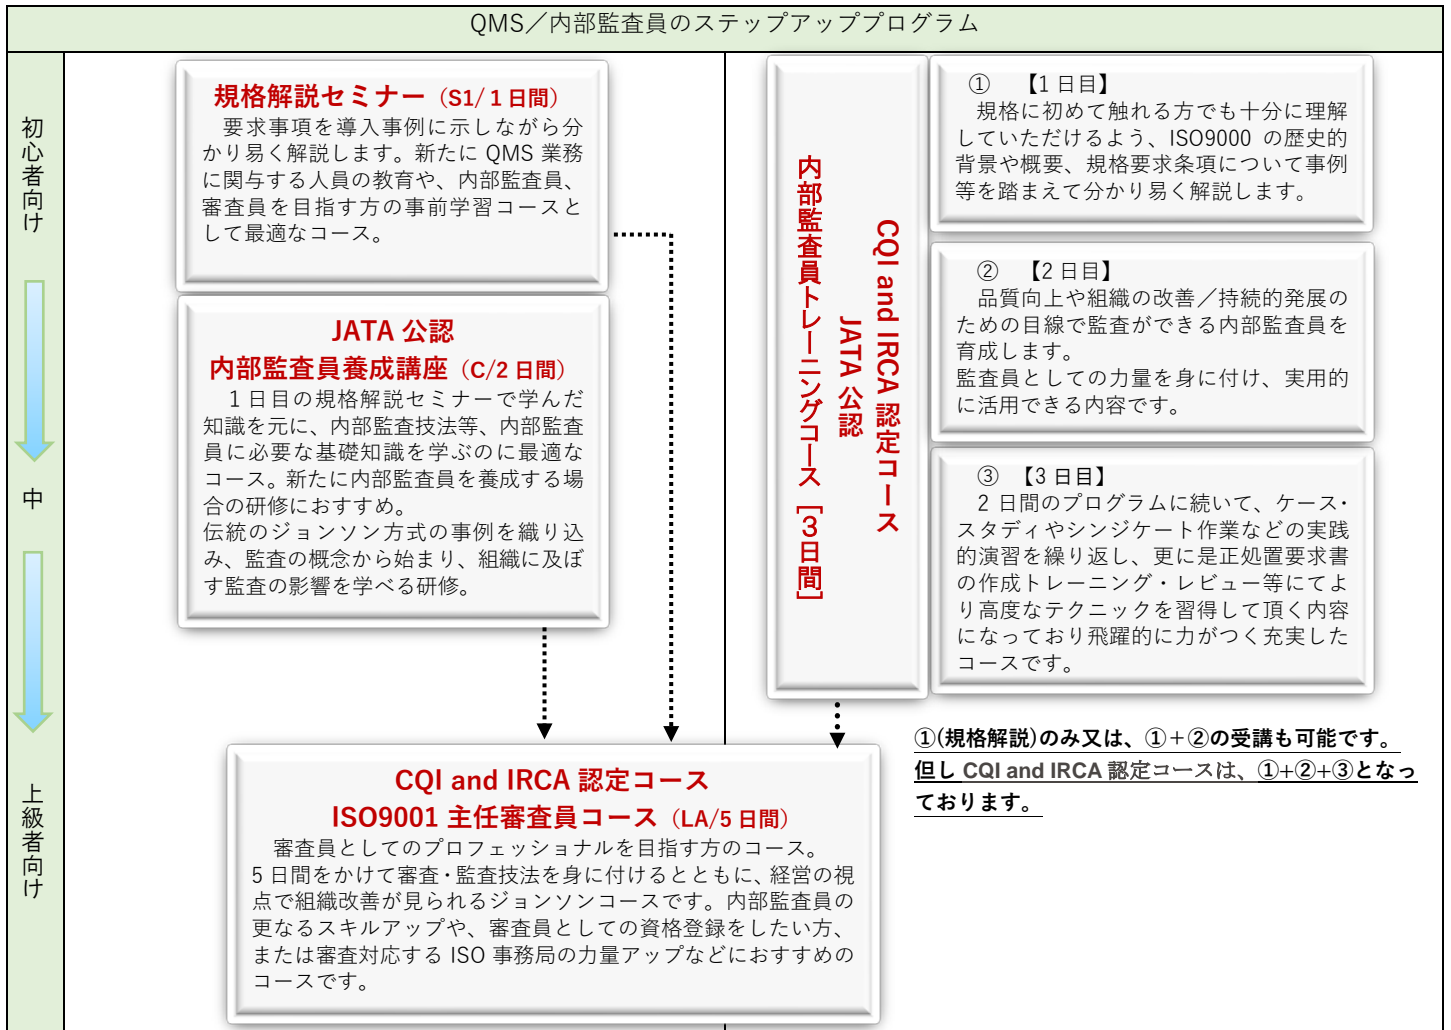 QMS／内部監査員のステップアッププログラム
初心者向け
中
上級者向け
規格解説セミナー（S1/１日間）
要求事項を導入事例に示しながら分
かり易く解説します。新たに QMS 業務
に関与する人員の教育や、内部監査員、
審査員を目指す方の事前学習コースと
して最適なコース。
JATA 公認
内部監査員養成講座（C/2 日間）
１日目の規格解説セミナーで学んだ
知識を元に、内部監査技法等、内部監査
員に必要な基礎知識を学ぶのに最適な
コース。新たに内部監査員を養成する場
合の研修におすすめ。
伝統のジョンソン方式の事例を織り込
み、監査の概念から始まり、組織に及ぼ
す監査の影響を学べる研修。
CQI and IRCA 認定コース
JATA 公認
内部監査員トレーニングコース［3日間］
① 【1 日目】
規格に初めて触れる方でも十分に理解
していただけるよう、ISO9000 の歴史的
背景や概要、規格要求条項について事例
等を踏まえて分かり易く解説します。
② 【2 日目】
品質向上や組織の改善／持続的発展の
ための目線で監査ができる内部監査員を
育成します。
監査員としての力量を身に付け、実用的
に活用できる内容です。
③ 【3 日目】
2 日間のプログラムに続いて、ケース・
スタディやシンジケート作業などの実践
的演習を繰り返し、更に是正処置要求書
の作成トレーニング・レビュー等にてよ
り高度なテクニックを習得して頂く内容
になっており飛躍的に力がつく充実した
コースです。
①(規格解説)のみ又は、①＋②の受講も可能です。
但し CQI and IRCA 認定コースは、①+②+③となっ
ております。
CQI and IRCA 認定コース
ISO9001 主任審査員コース（LA/5 日間）
審査員としてのプロフェッショナルを目指す方のコース。
5 日間をかけて審査・監査技法を身に付けるとともに、経営の視
点で組織改善が見られるジョンソンコースです。内部監査員の
更なるスキルアップや、審査員としての資格登録をしたい方、
または審査対応する ISO 事務局の力量アップなどにおすすめの
コースです。